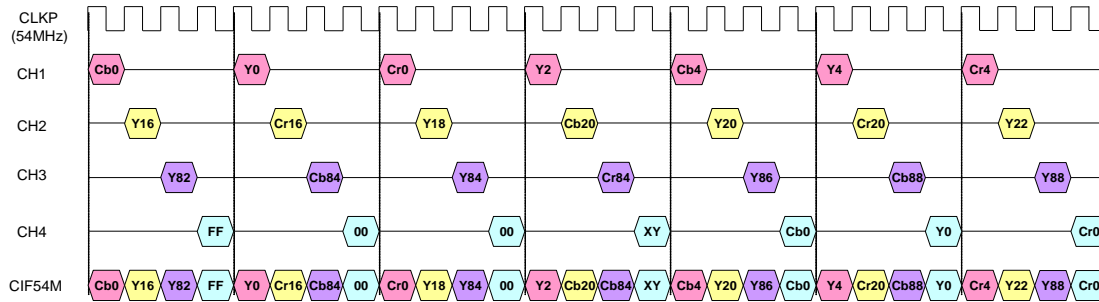 CLKP
(54MHz)
CH1 Cb0 Y0 Cr0 Y2 Cb4 Y4 Cr4
CH2 Y16 Cr16 Y18 Cb20 Y20 Cr20 Y22
CH3 Y82 Cb84 Y84 Cr84 Y86 Cb88 Y88
CH4 FF 00 00 XY Cb0 Y0 Cr0
CIF54M Cb0 Y16 Y82 FF Y0 Cr16 Cb84 00 Cr0 Y18 Y84 00 Y2 Cb20 Cb84 XY Cb4 Y20 Y86 Cb0 Y4 Cr20 Cb88 Y0 Cr4 Y22 Y88 Cr0